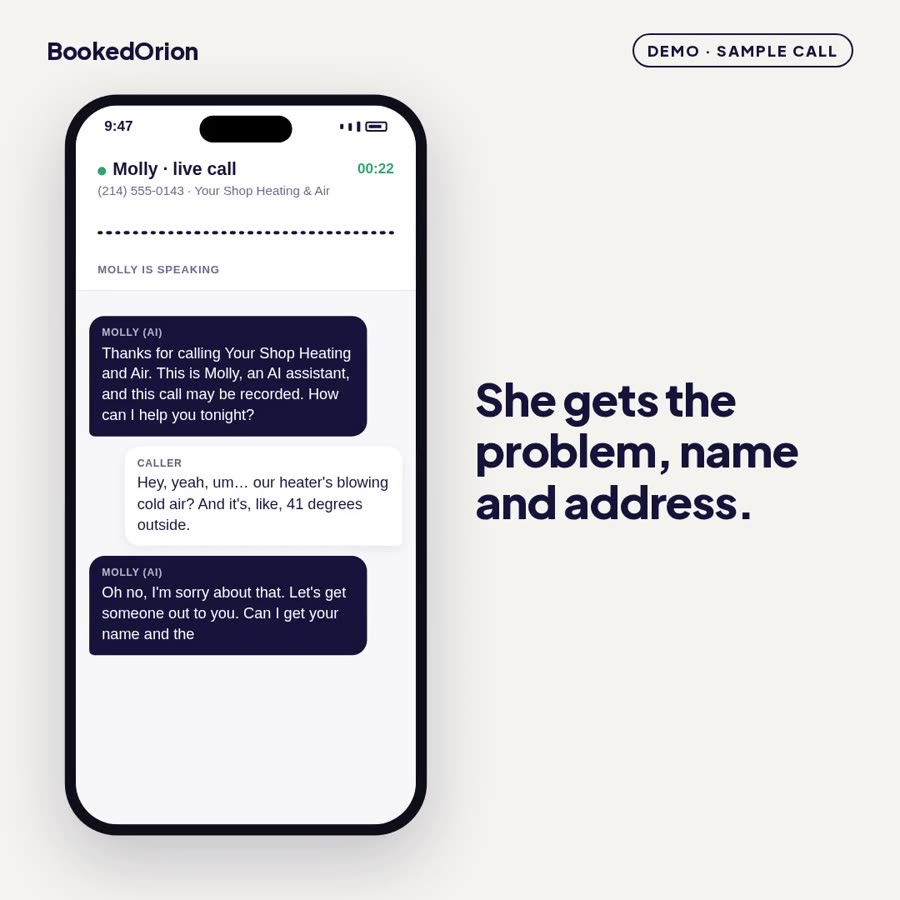 BookedOrion
DEMO · SAMPLE CALL
9:47
Molly · live call
00:22
(214) 555-0143 · Your Shop Heating & Air
MOLLY IS SPEAKING
MOLLY (AI)
Thanks for calling Your Shop Heating
and Air. This is Molly, an AI assistant,
and this call may be recorded. How
can I help you tonight?
CALLER
Hey, yeah, um… our heater's blowing
cold air? And it's, like, 41 degrees
outside.
MOLLY (AI)
Oh no, I'm sorry about that. Let's get
someone out to you. Can I get your
name and the
She gets the
problem, name
and address.